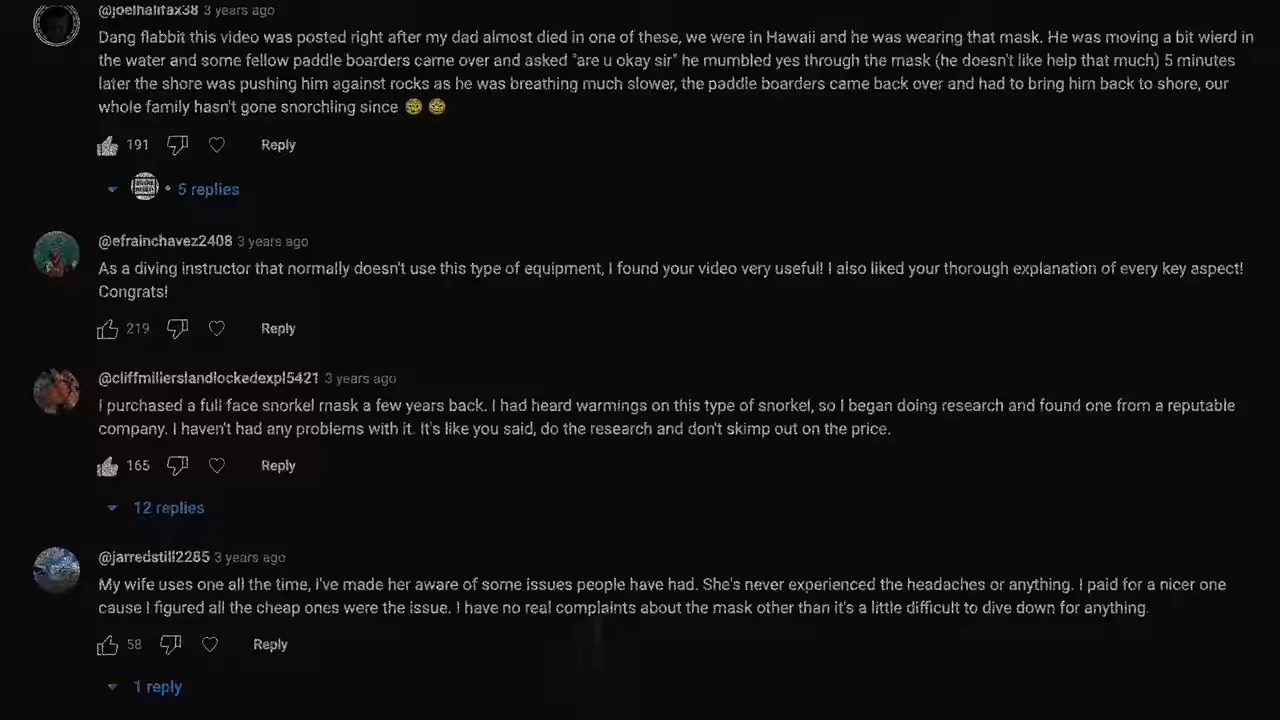 @joelhalifax38 3 years ago
Dang flabbit this video was posted right after my dad almost died in one of these, we were in Hawaii and he was wearing that mask. He was moving a bit wierd in
the water and some fellow paddle boarders came over and asked "are u okay sir" he mumbled yes through the mask (he doesn't like help that much) 5 minutes
later the shore was pushing him against rocks as he was breathing much slower, the paddle boarders came back over and had to bring him back to shore, our
whole family hasn't gone snorchling since
191 Reply
5 replies
@efrainchavez2408 3 years ago
As a diving instructor that normally doesn't use this type of equipment, I found your video very useful! I also liked your thorough explanation of every key aspect!
Congrats!
219 Reply
@cliffmillerslandlockedexpl5421 3 years ago
I purchased a full face snorkel mask a few years back. I had heard warmings on this type of snorkel, so I began doing research and found one from a reputable
company. I haven't had any problems with it. It's like you said, do the research and don't skimp out on the price.
165 Reply
12 replies
@jarredstill2285 3 years ago
My wife uses one all the time, I've made her aware of some issues people have had. She's never experienced the headaches or anything. I paid for a nicer one
cause I figured all the cheap ones were the issue. I have no real complaints about the mask other than it's a little difficult to dive down for anything.
58 Reply
1 reply